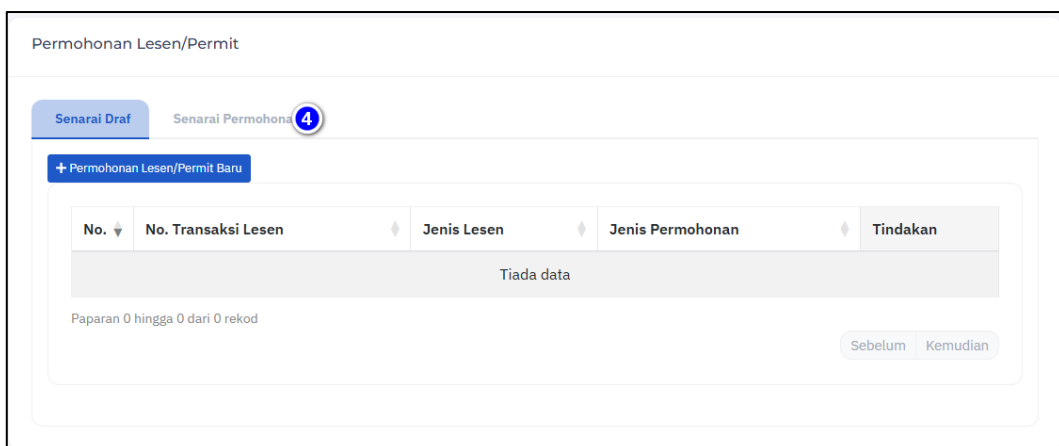 Permohonan Lesen/Permit
Senarai Draf Senarai Permohona 4
+ Permohonan Lesen/Permit Baru
No. No. Transaksi Lesen Jenis Lesen Jenis Permohonan Tindakan
Tiada data
Paparan 0 hingga 0 dari 0 rekod
Sebelum Kemudian